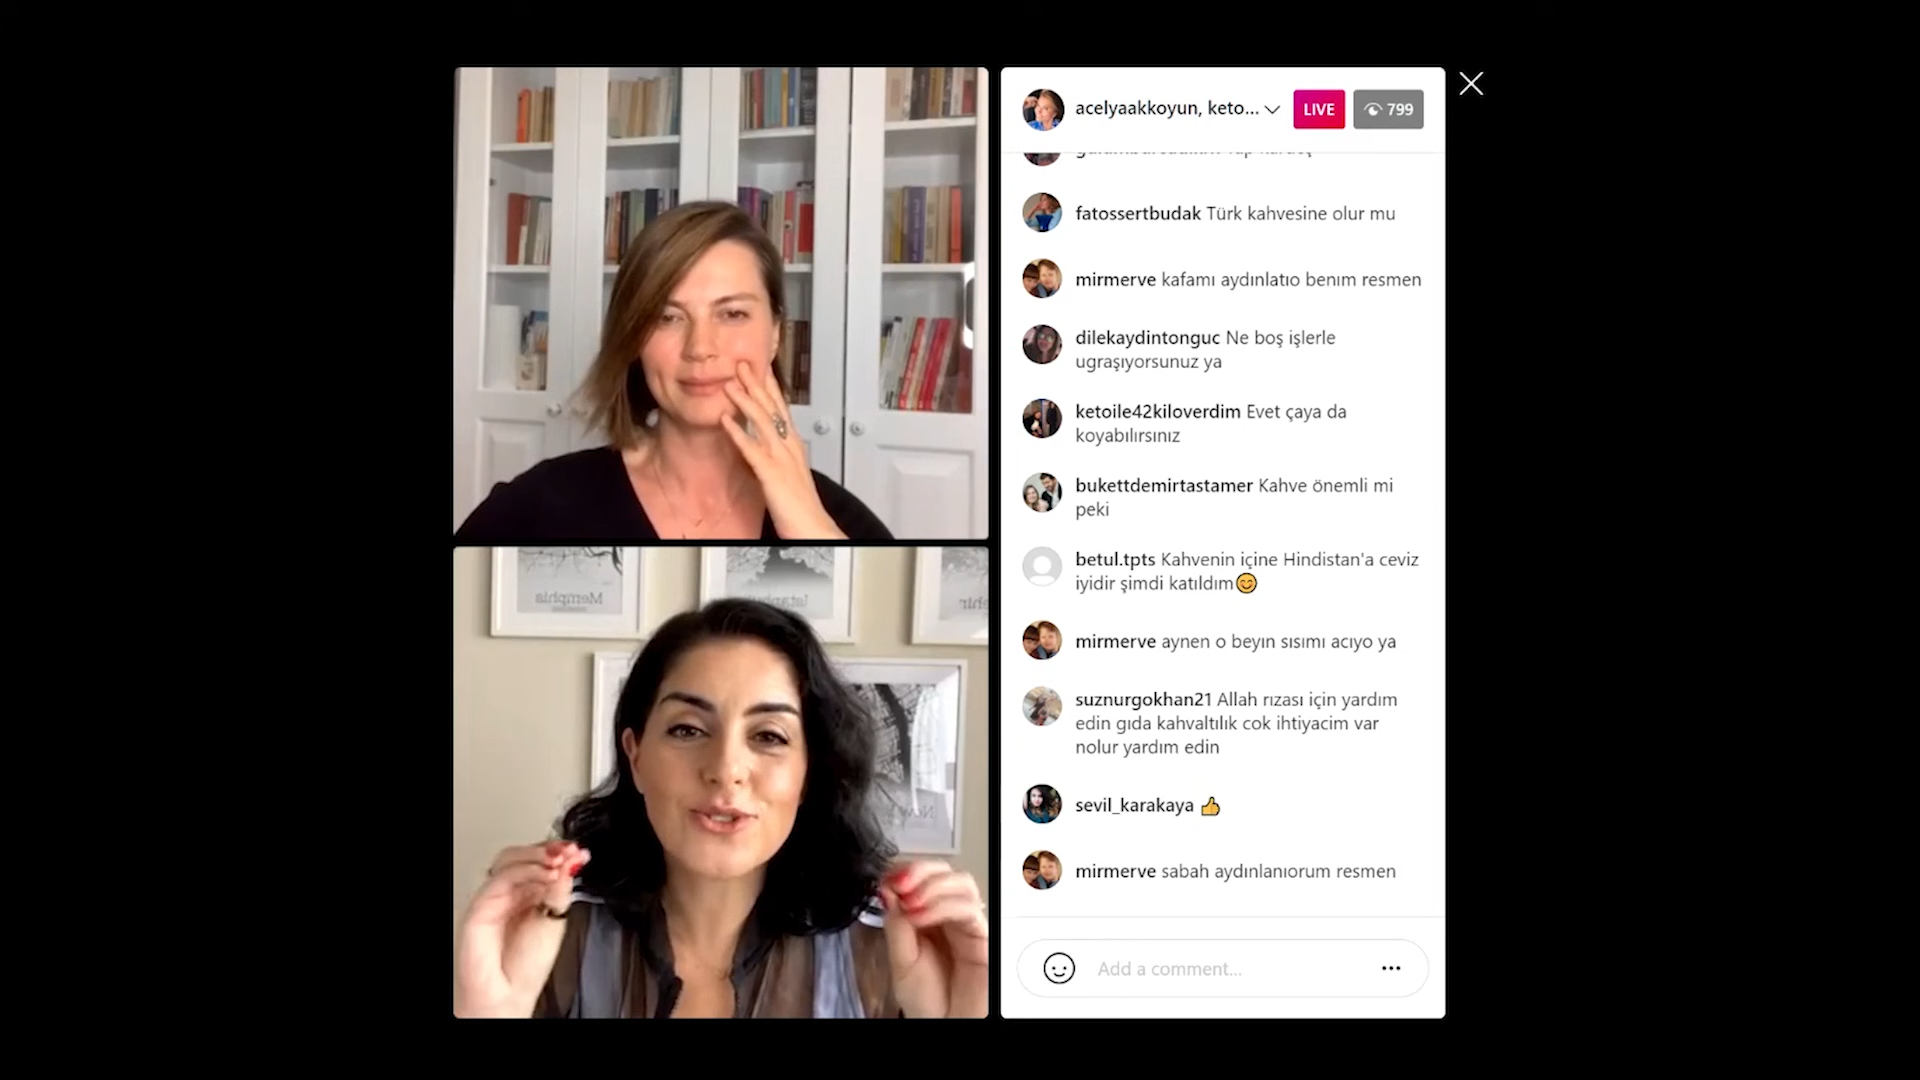 acelyaakkoyun, keto...
LIVE
799
fatossertbudak Türk kahvesine olur mu
mirmerve kafamı aydınlatıo benım resmen
dilekaydintonguc Ne boş işlerle
ugraşıyorsunuz ya
ketoile42kiloverdim Evet çaya da
koyabılırsınız
bukettdemirtastamer Kahve önemli mi
peki
betul.tpts Kahvenin içine Hindistan'a ceviz
iyidir şimdi katıldım😊
mirmerve aynen o beyın sısımı acıyo ya
suznurgokhan21 Allah rızası için yardım
edin gıda kahvaltılık cok ihtiyacim var
nolur yardım edin
sevil_karakaya 👍
mirmerve sabah aydınlanıorum resmen
Add a comment...
Memphis
Istanbul